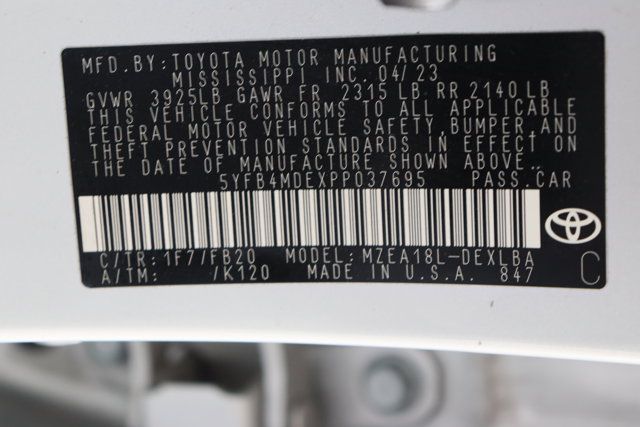 MFD. BY: TOYOTA MOTOR MANUFACTURING
MISSISSIPPI INC. 04/23
GVWR 3925LB GAWR FR 2315 LB RR 2140 LB
THIS VEHICLE CONFORMS TO ALL APPLICABLE
FEDERAL MOTOR VEHICLE SAFETY, BUMPER, AND
THEFT PREVENTION STANDARDS IN EFFECT ON
THE DATE OF MANUFACTURE SHOWN ABOVE.
5YFB4MDEXPP037695 PASS. CAR
C/TR: 1F7/FB20 MODEL: MZEA18L-DEXLBA
A/TM: /K120 MADE IN U.S.A. 847 C